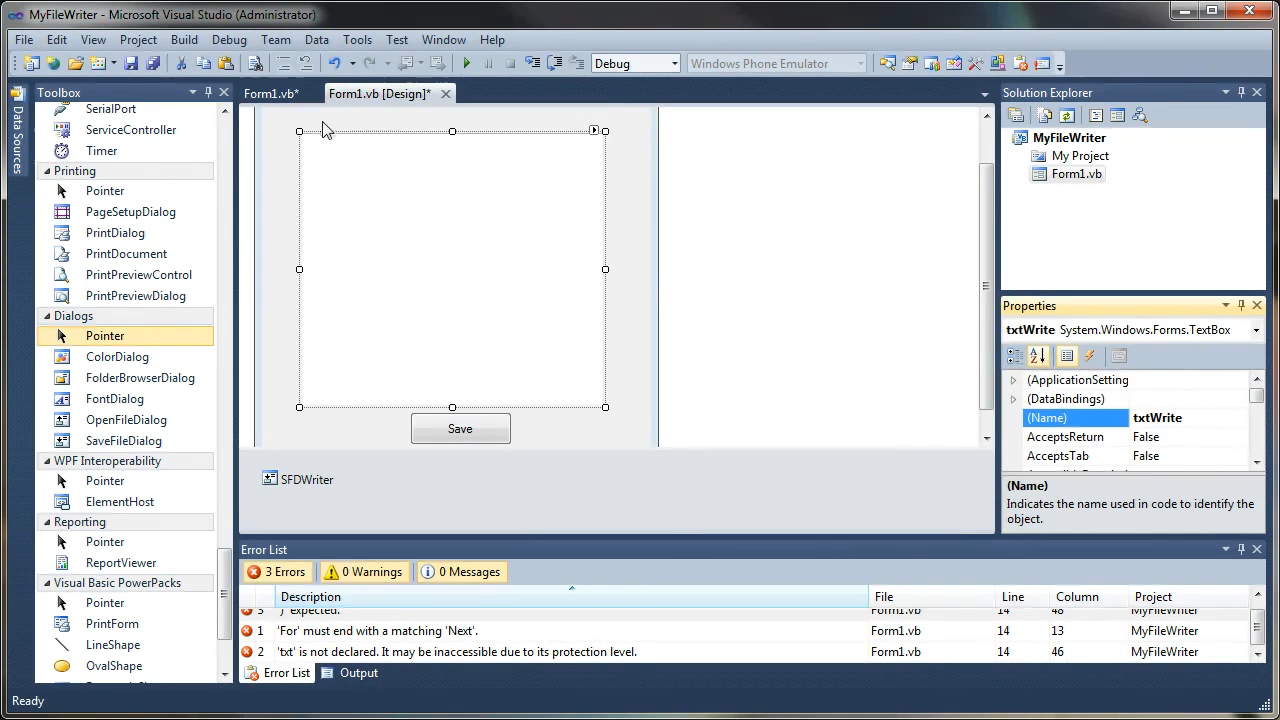 MyFileWriter - Microsoft Visual Studio (Administrator)
File Edit View Project Build Debug Team Data Tools Test Window Help
Debug Windows Phone Emulator
Data Sources
Toolbox
SerialPort
ServiceController
Timer
Printing
Pointer
PageSetupDialog
PrintDialog
PrintDocument
PrintPreviewControl
PrintPreviewDialog
Dialogs
Pointer
ColorDialog
FolderBrowserDialog
FontDialog
OpenFileDialog
SaveFileDialog
WPF Interoperability
Pointer
ElementHost
Reporting
Pointer
ReportViewer
Visual Basic PowerPacks
Pointer
PrintForm
LineShape
OvalShape
Form1.vb* Form1.vb [Design]*
Save
SFDWriter
Solution Explorer
MyFileWriter
My Project
Form1.vb
Properties
txtWrite System.Windows.Forms.TextBox
(ApplicationSetting
(DataBindings)
(Name) txtWrite
AcceptsReturn False
AcceptsTab False
(Name)
Indicates the name used in code to identify the
object.
Error List
3 Errors 0 Warnings 0 Messages
Description File Line Column Project
3 ')' expected. Form1.vb 14 48 MyFileWriter
1 'For' must end with a matching 'Next'. Form1.vb 14 13 MyFileWriter
2 'txt' is not declared. It may be inaccessible due to its protection level. Form1.vb 14 46 MyFileWriter
Error List Output
Ready